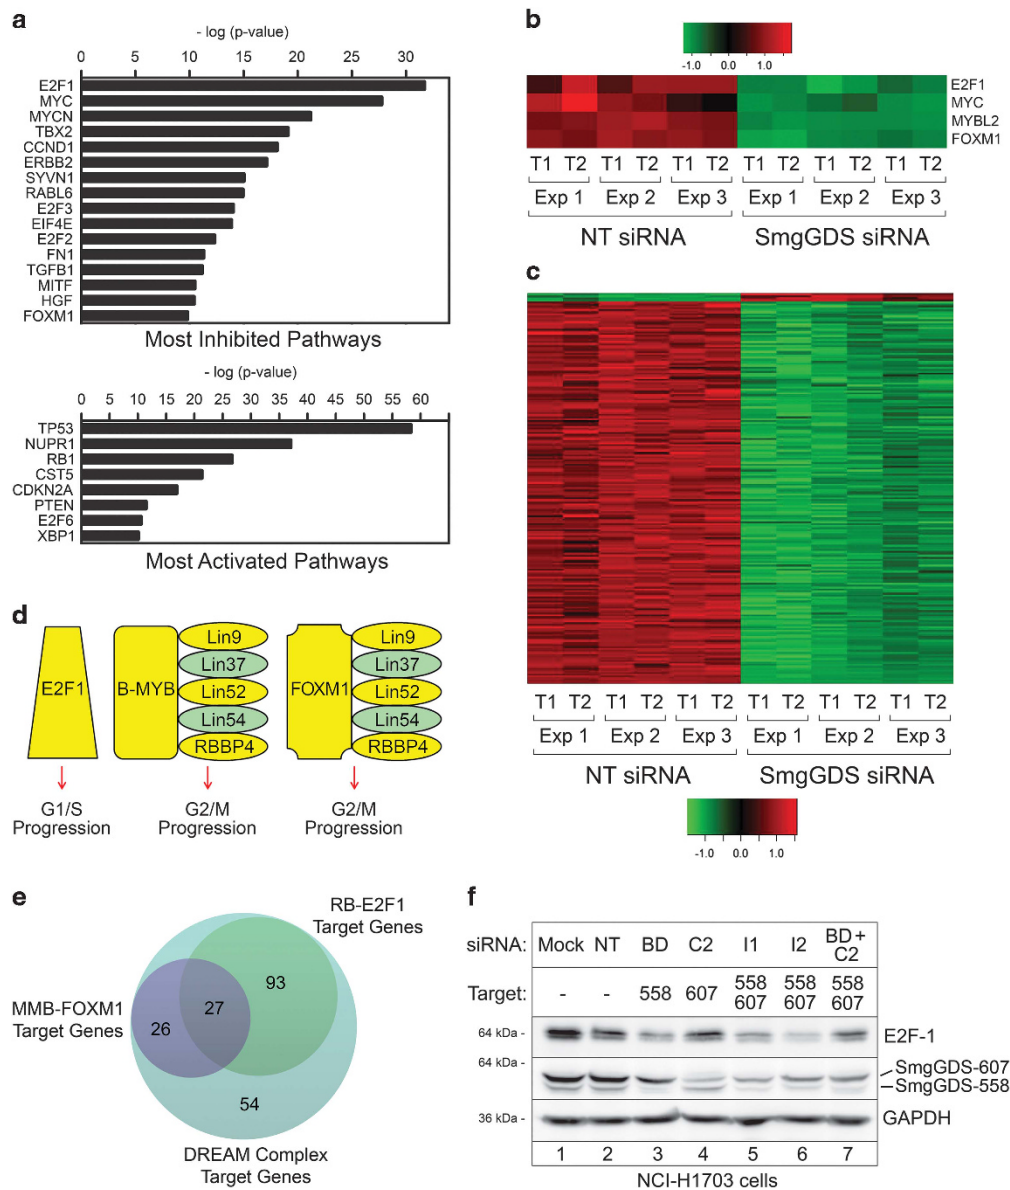 a
- log (p-value)
0 5 10 15 20 25 30
E2F1
MYC
MYCN
TBX2
CCND1
ERBB2
SYVN1
RABL6
E2F3
EIF4E
E2F2
FN1
TGFB1
MITF
HGF
FOXM1
Most Inhibited Pathways
- log (p-value)
0 5 10 15 20 25 30 35 40 45 50 55 60
TP53
NUPR1
RB1
CST5
CDKN2A
PTEN
E2F6
XBP1
Most Activated Pathways
b
-1.0 0.0 1.0
E2F1
MYC
MYBL2
FOXM1
T1 T2 T1 T2 T1 T2 T1 T2 T1 T2 T1 T2
Exp 1 Exp 2 Exp 3 Exp 1 Exp 2 Exp 3
NT siRNA SmgGDS siRNA
c
T1 T2 T1 T2 T1 T2 T1 T2 T1 T2 T1 T2
Exp 1 Exp 2 Exp 3 Exp 1 Exp 2 Exp 3
NT siRNA SmgGDS siRNA
-1.0 0.0 1.0
d
E2F1
B-MYB
Lin9
Lin37
Lin52
Lin54
RBBP4
FOXM1
Lin9
Lin37
Lin52
Lin54
RBBP4
G1/S G2/M G2/M
Progression Progression Progression
e
RB-E2F1
Target Genes
MMB-FOXM1
Target Genes
93
27
26
54
DREAM Complex
Target Genes
f
siRNA: Mock NT BD C2 I1 I2 BD + C2
Target: - - 558 607 558 607 558 607 558 607
64 kDa - E2F-1
64 kDa - SmgGDS-607
SmgGDS-558
36 kDa - GAPDH
1 2 3 4 5 6 7
NCI-H1703 cells